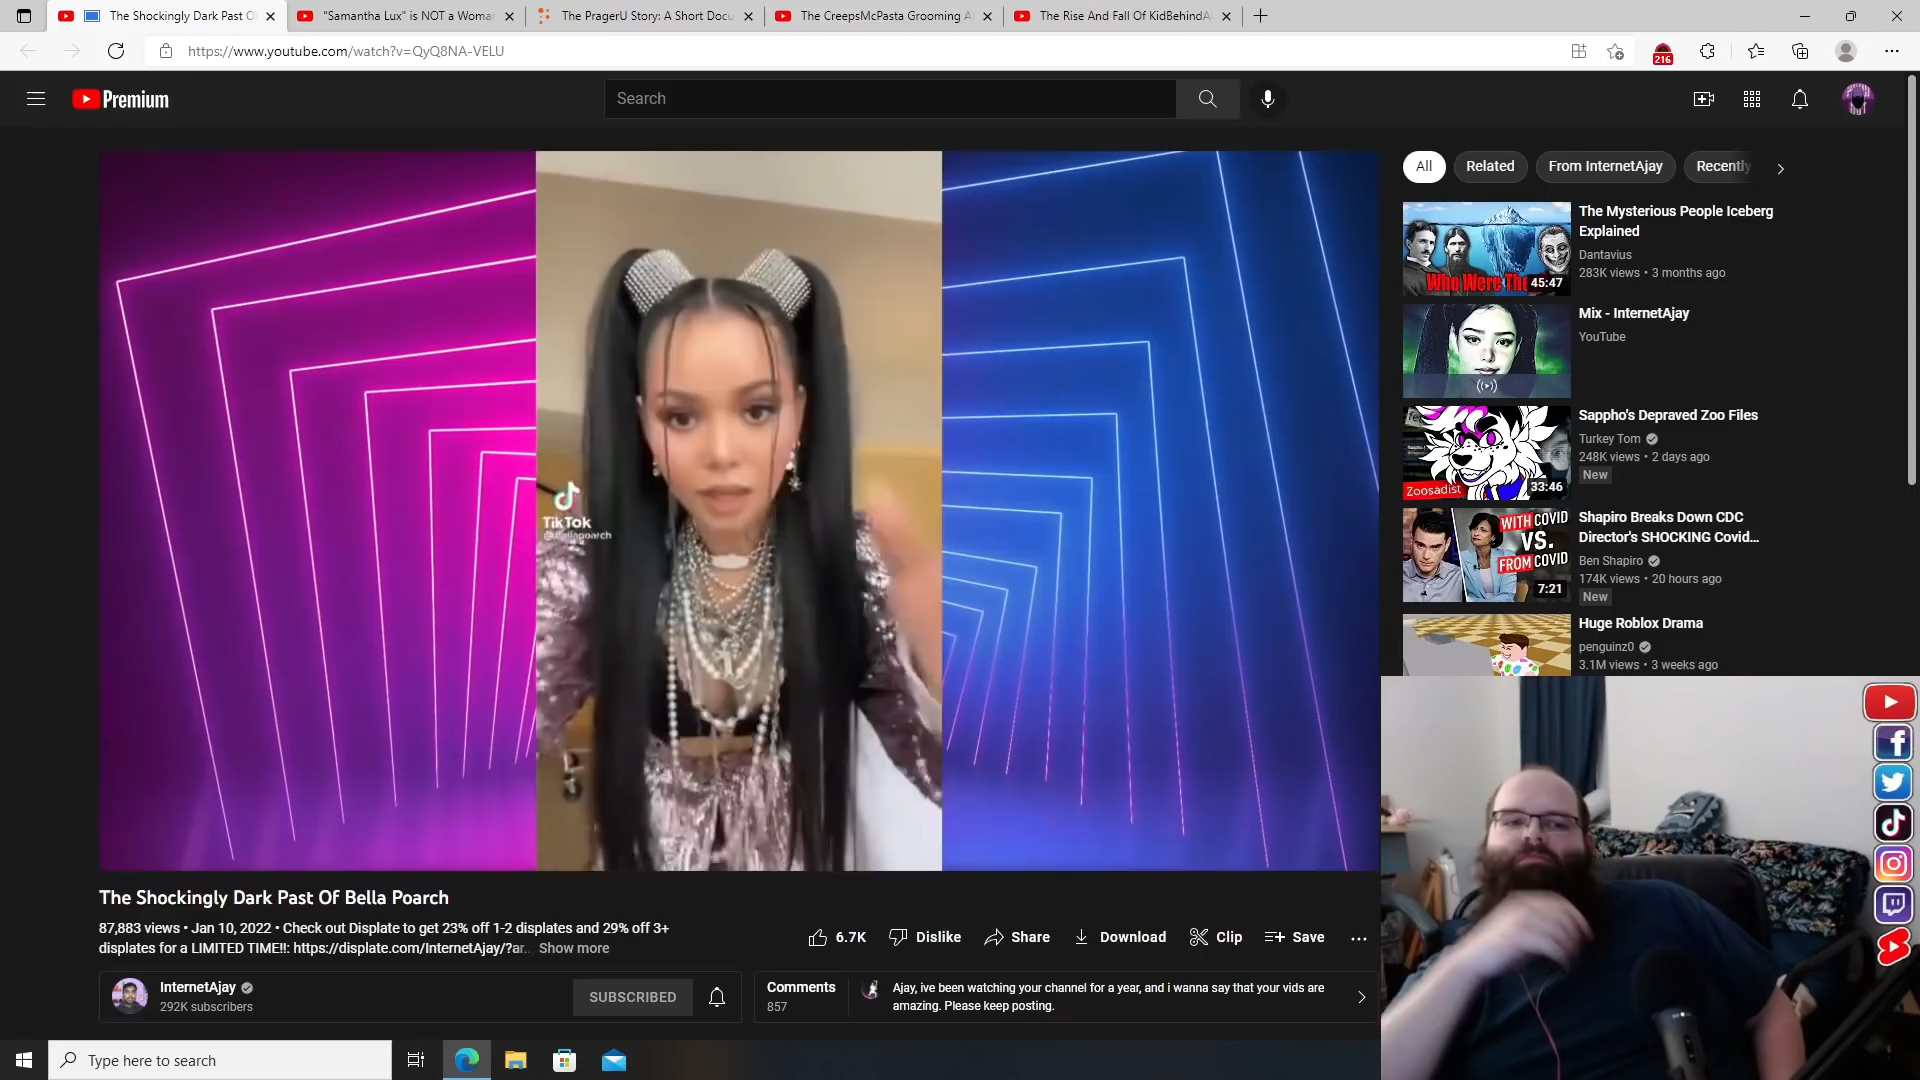 The Shockingly Dark Past O
"Samantha Lux" is NOT a Woma
The PragerU Story: A Short Docu
The CreepsMcPasta Grooming A
The Rise And Fall Of KidBehindA
https://www.youtube.com/watch?v=QyQ8NA-VELU
216
Premium
Search
All
Related
From InternetAjay
Recently
TikTok
The Mysterious People Iceberg
Explained
Dantavius
283K views • 3 months ago
Who Were The
45:47
Mix - InternetAjay
YouTube
Sappho's Depraved Zoo Files
Turkey Tom
248K views • 2 days ago
New
Zoosadist
33:46
Shapiro Breaks Down CDC
Director's SHOCKING Covid...
Ben Shapiro
174K views • 20 hours ago
New
WITH COVID
VS.
FROM COVID
7:21
Huge Roblox Drama
penguinz0
3.1M views • 3 weeks ago
The Shockingly Dark Past Of Bella Poarch
87,883 views • Jan 10, 2022 • Check out Displate to get 23% off 1-2 displates and 29% off 3+
displates for a LIMITED TIME!!: https://displate.com/InternetAjay/?ar... Show more
6.7K
Dislike
Share
Download
Clip
Save
InternetAjay
292K subscribers
SUBSCRIBED
Comments
857
Ajay, ive been watching your channel for a year, and i wanna say that your vids are
amazing. Please keep posting.
Type here to search